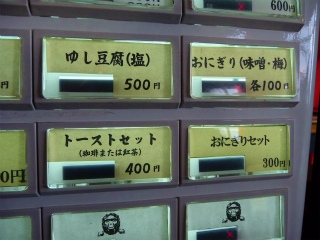 600円
ゆし豆腐(塩)
500円
おにぎり(味噌・梅)
各100円
トーストセット
(珈琲または紅茶)
400円
おにぎりセット
300円
0円